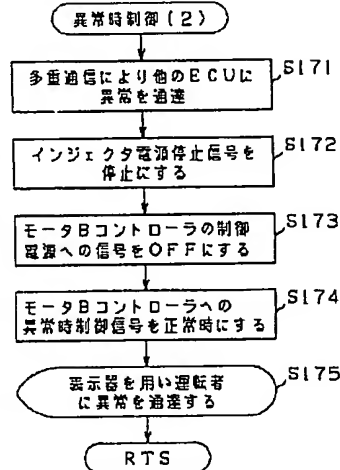 異常時制御(2)
多重通信により他のECUに
異常を通達
S171
インジェクタ電源停止信号を
停止にする
S172
モータBコントローラの制御
電源への信号をOFFにする
S173
モータBコントローラへの
異常時制御信号を正常時にする
S174
表示器を用い運転者
に異常を通達する
S175
RTS